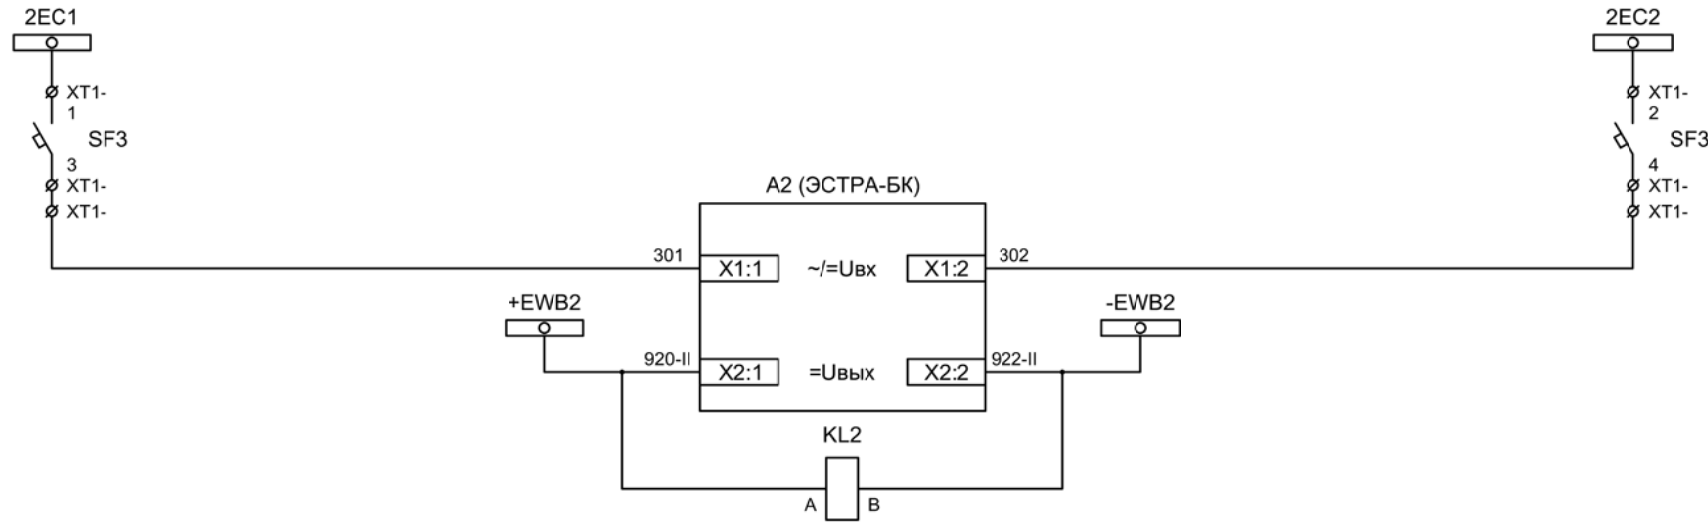 2EC1
2EC2
XT1-
XT1-
1
2
SF3
SF3
3
4
XT1-
XT1-
XT1-
XT1-
A2 (ЭСТРА-БК)
301
X1:1
~/=Uвх
X1:2
302
+EWB2
-EWB2
920-II
X2:1
=Uвых
X2:2
922-II
KL2
A
B